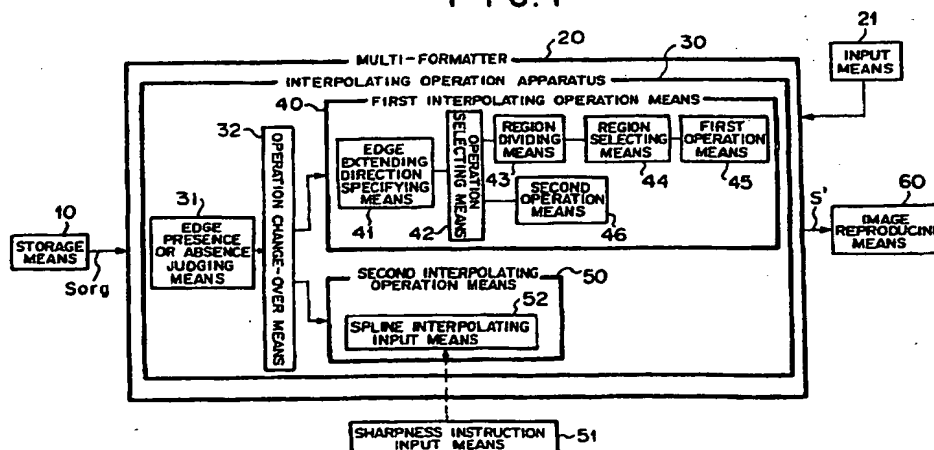 FIG.1
20
MULTI-FORMATTER
21
INPUT
MEANS
30
INTERPOLATING OPERATION APPARATUS
40
FIRST INTERPOLATING OPERATION MEANS
32
OPERATION CHANGE-OVER MEANS
EDGE
EXTENDING
DIRECTION
SPECIFYING
MEANS
41
OPERATION
SELECTING MEANS
42
REGION
DIVIDING
MEANS
43
REGION
SELECTING
MEANS
44
FIRST
OPERATION
MEANS
45
SECOND
OPERATION
MEANS
46
31
EDGE
PRESENCE
OR ABSENCE
JUDGING
MEANS
10
STORAGE
MEANS
Sorg
S'
60
IMAGE
REPRODUCING
MEANS
SECOND INTERPOLATING
OPERATION MEANS
50
52
SPLINE INTERPOLATING
INPUT MEANS
SHARPNESS INSTRUCTION
INPUT MEANS
51